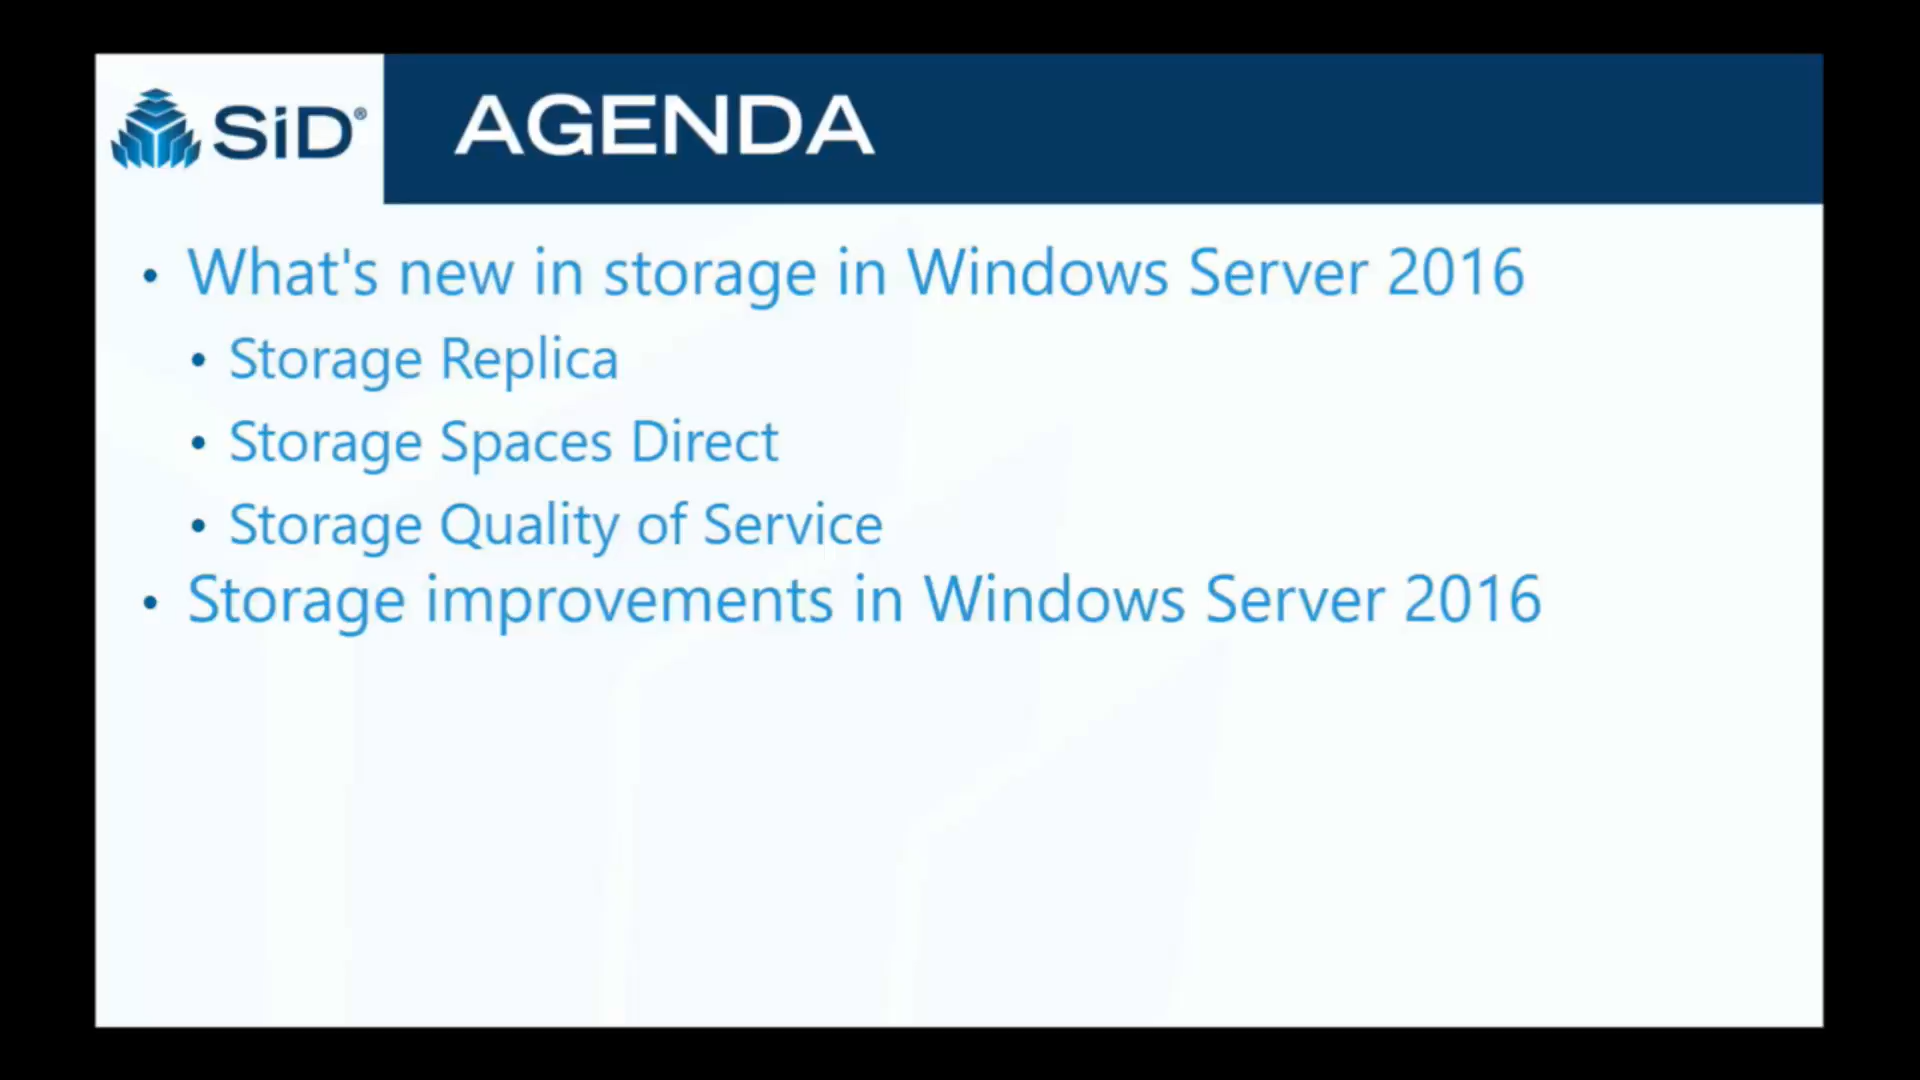 SiD®
AGENDA
• What's new in storage in Windows Server 2016
• Storage Replica
• Storage Spaces Direct
• Storage Quality of Service
• Storage improvements in Windows Server 2016